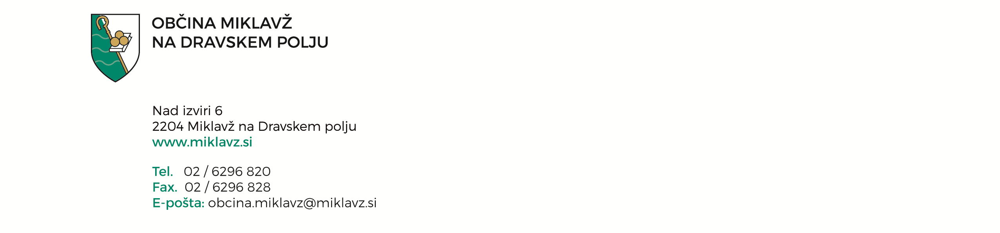 OBČINA MIKLAVŽ
NA DRAVSKEM POLJU
Nad izviri 6
2204 Miklavž na Dravskem polju
www.miklavz.si
Tel. 02 / 6296 820
Fax. 02 / 6296 828
E-pošta: obcina.miklavz@miklavz.si